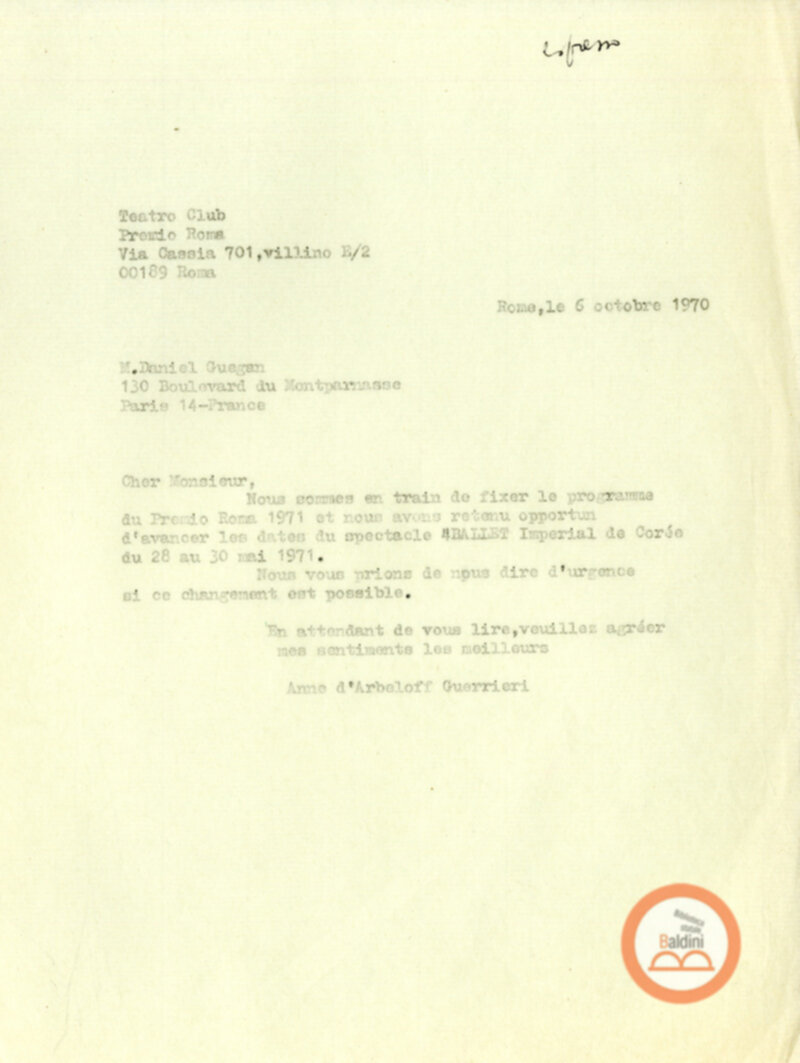 espresso
Teatro Club
Premio Roma
Via Cassia 701,villino E/2
00189 Roma
Rome,le 6 octobre 1970
M.Daniel Guegan
130 Boulevard du Montparnasse
Paris 14-France
Cher Monsieur,
Nous sommes en train de fixer le programme
du Premio Roma 1971 et nous avons retenu opportun
d'avancer les dates du spectacle BALLET Imperial de Corée
du 28 au 30 mai 1971.
Nous vous prions de nous dire d'urgence
si ce changement est possible.
En attendant de vous lire,veuillez agréer
mes sentiments les meilleurs
Anne d'Arbeloff Guerrieri
Biblioteca
statale
Baldini